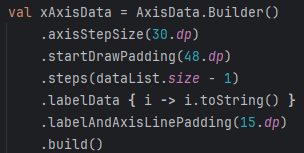 val xAxisData = AxisData.Builder()
.axisStepSize(30.dp)
.startDrawPadding(48.dp)
.steps(dataList.size - 1)
.labelData { i -> i.toString() }
.labelAndAxisLinePadding(15.dp)
.build()